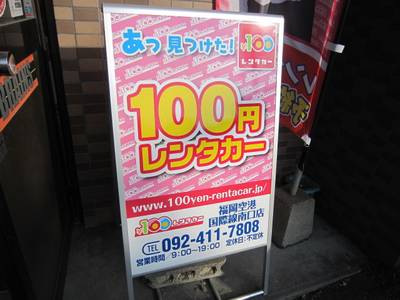 あっ見つけた!
¥100
レンタカー
100円
レンタカー
www.100yen-rentacar.jp/
¥100レンタカー
福岡空港
国際線南口店
TEL 092-411-7808
営業時間/9:00~19:00 定休日:不定休